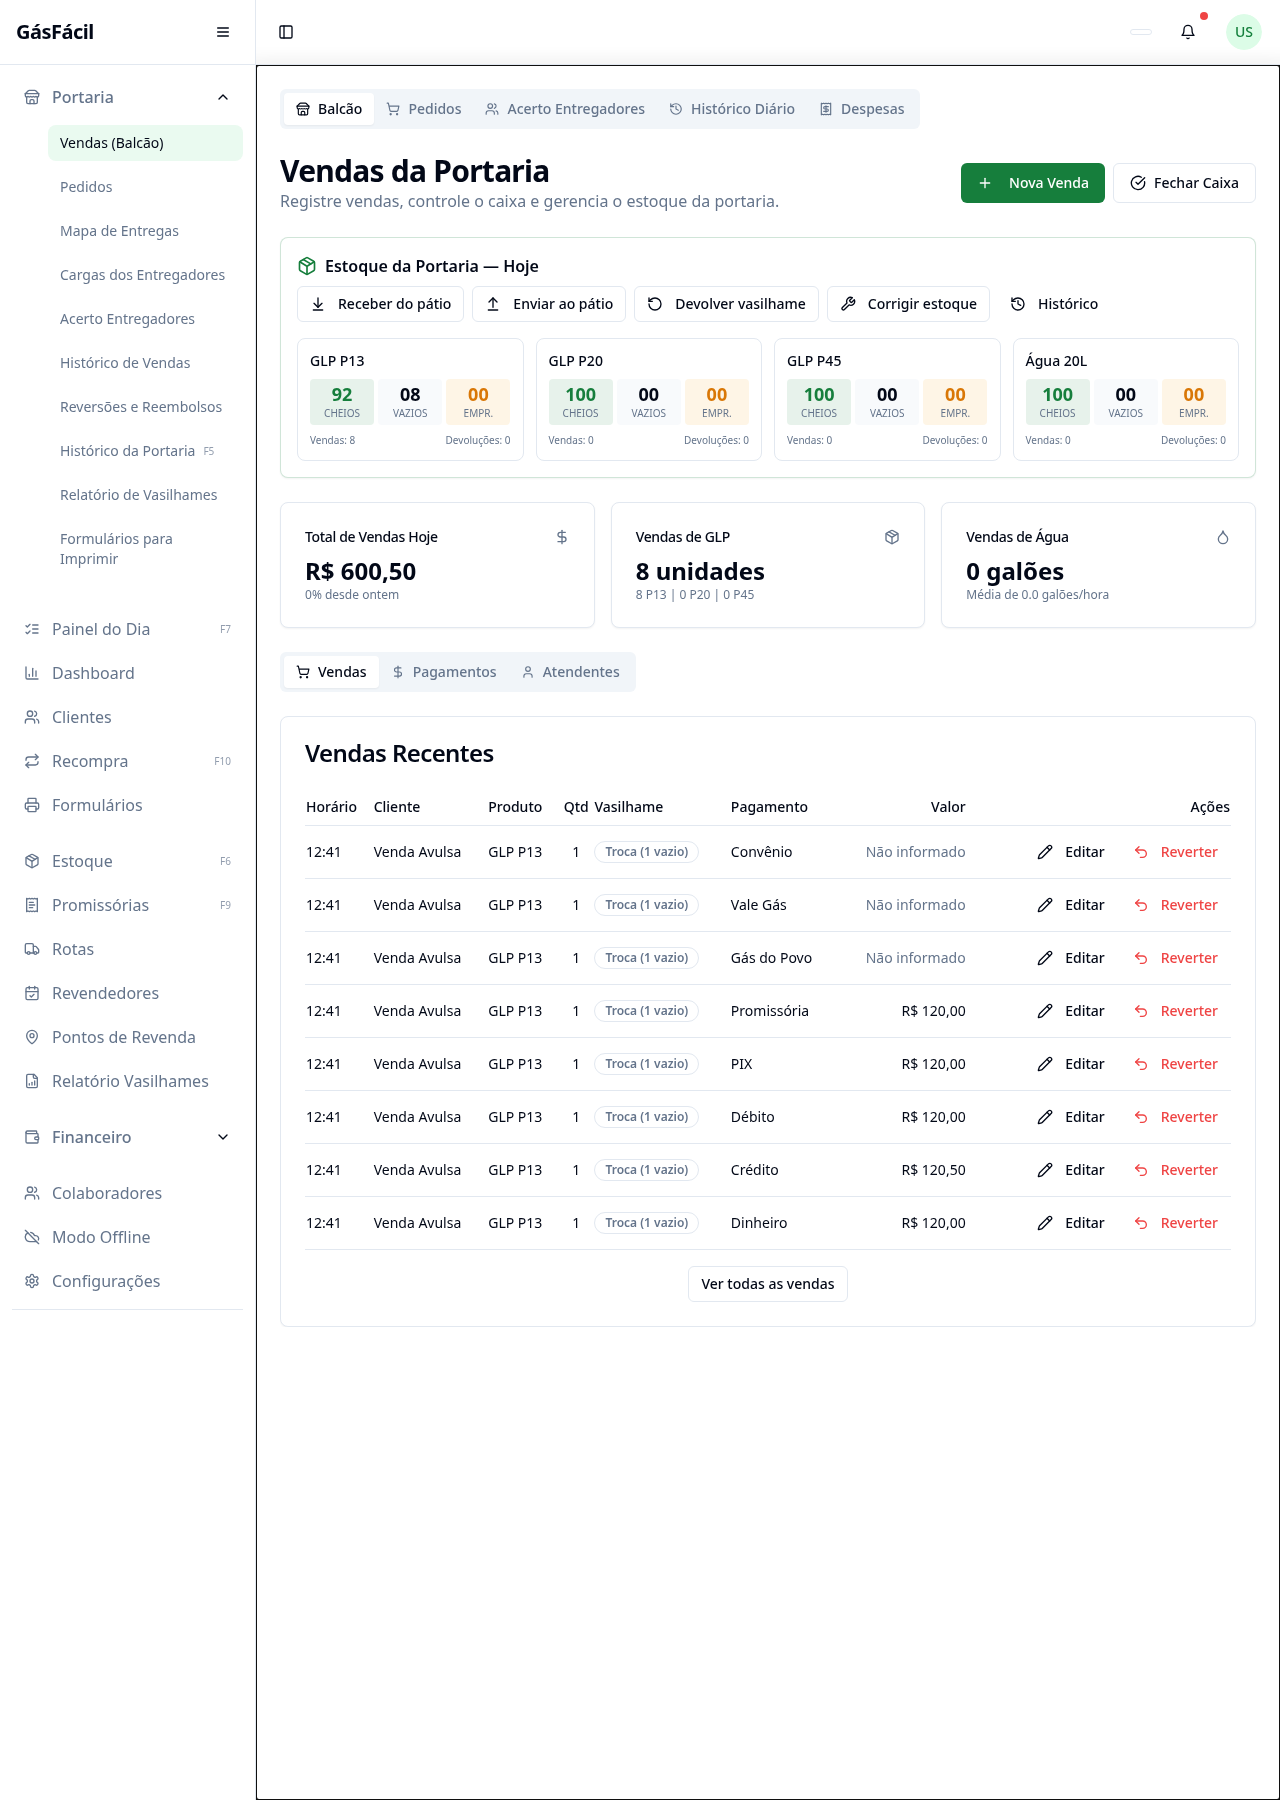 GásFácil
US
Portaria
Vendas (Balcão)
Pedidos
Mapa de Entregas
Cargas dos Entregadores
Acerto Entregadores
Histórico de Vendas
Reversões e Reembolsos
Histórico da Portaria F5
Relatório de Vasilhames
Formulários para
Imprimir
Painel do Dia F7
Dashboard
Clientes
Recompra F10
Formulários
Estoque F6
Promissórias F9
Rotas
Revendedores
Pontos de Revenda
Relatório Vasilhames
Financeiro
Colaboradores
Modo Offline
Configurações
Balcão Pedidos Acerto Entregadores Histórico Diário Despesas
Vendas da Portaria
Registre vendas, controle o caixa e gerencia o estoque da portaria.
Nova Venda Fechar Caixa
Estoque da Portaria — Hoje
Receber do pátio Enviar ao pátio Devolver vasilhame Corrigir estoque Histórico
GLP P13
92 08 00
CHEIOS VAZIOS EMPR.
Vendas: 8 Devoluções: 0
GLP P20
100 00 00
CHEIOS VAZIOS EMPR.
Vendas: 0 Devoluções: 0
GLP P45
100 00 00
CHEIOS VAZIOS EMPR.
Vendas: 0 Devoluções: 0
Água 20L
100 00 00
CHEIOS VAZIOS EMPR.
Vendas: 0 Devoluções: 0
Total de Vendas Hoje
R$ 600,50
0% desde ontem
Vendas de GLP
8 unidades
8 P13 | 0 P20 | 0 P45
Vendas de Água
0 galões
Média de 0.0 galões/hora
Vendas Pagamentos Atendentes
Vendas Recentes
Horário Cliente Produto Qtd Vasilhame Pagamento Valor Ações
12:41 Venda Avulsa GLP P13 1 Troca (1 vazio) Convênio Não informado Editar Reverter
12:41 Venda Avulsa GLP P13 1 Troca (1 vazio) Vale Gás Não informado Editar Reverter
12:41 Venda Avulsa GLP P13 1 Troca (1 vazio) Gás do Povo Não informado Editar Reverter
12:41 Venda Avulsa GLP P13 1 Troca (1 vazio) Promissória R$ 120,00 Editar Reverter
12:41 Venda Avulsa GLP P13 1 Troca (1 vazio) PIX R$ 120,00 Editar Reverter
12:41 Venda Avulsa GLP P13 1 Troca (1 vazio) Débito R$ 120,00 Editar Reverter
12:41 Venda Avulsa GLP P13 1 Troca (1 vazio) Crédito R$ 120,50 Editar Reverter
12:41 Venda Avulsa GLP P13 1 Troca (1 vazio) Dinheiro R$ 120,00 Editar Reverter
Ver todas as vendas